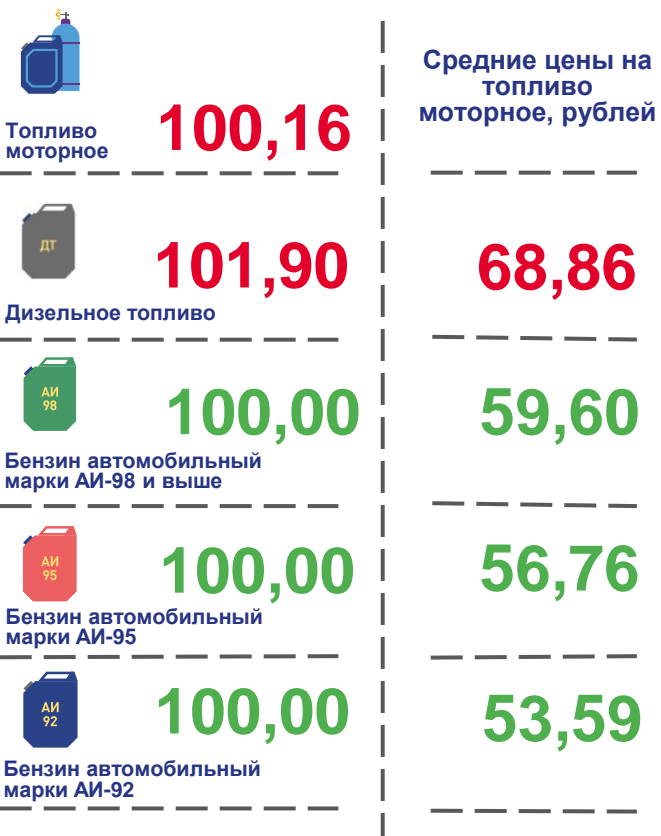 Средние цены на
топливо
моторное, рублей
Топливо
моторное
100,16
ДТ
101,90
68,86
Дизельное топливо
АИ
98
100,00
59,60
Бензин автомобильный
марки АИ-98 и выше
АИ
95
100,00
56,76
Бензин автомобильный
марки АИ-95
АИ
92
100,00
53,59
Бензин автомобильный
марки АИ-92